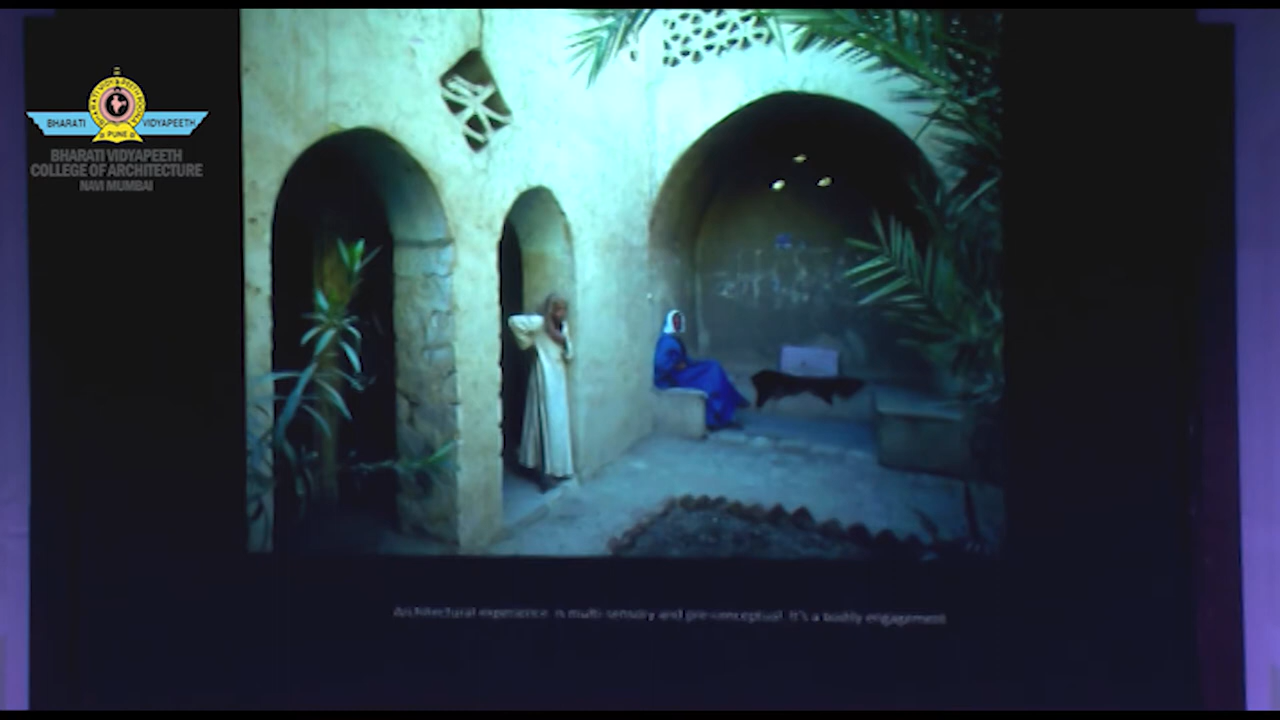 BHARATI VIDYAPEETH
PUNE
BHARATI VIDYAPEETH
COLLEGE OF ARCHITECTURE
NAVI MUMBAI
Architectural experience is multi-sensory and pre-conceptual. It's a bodily engagement